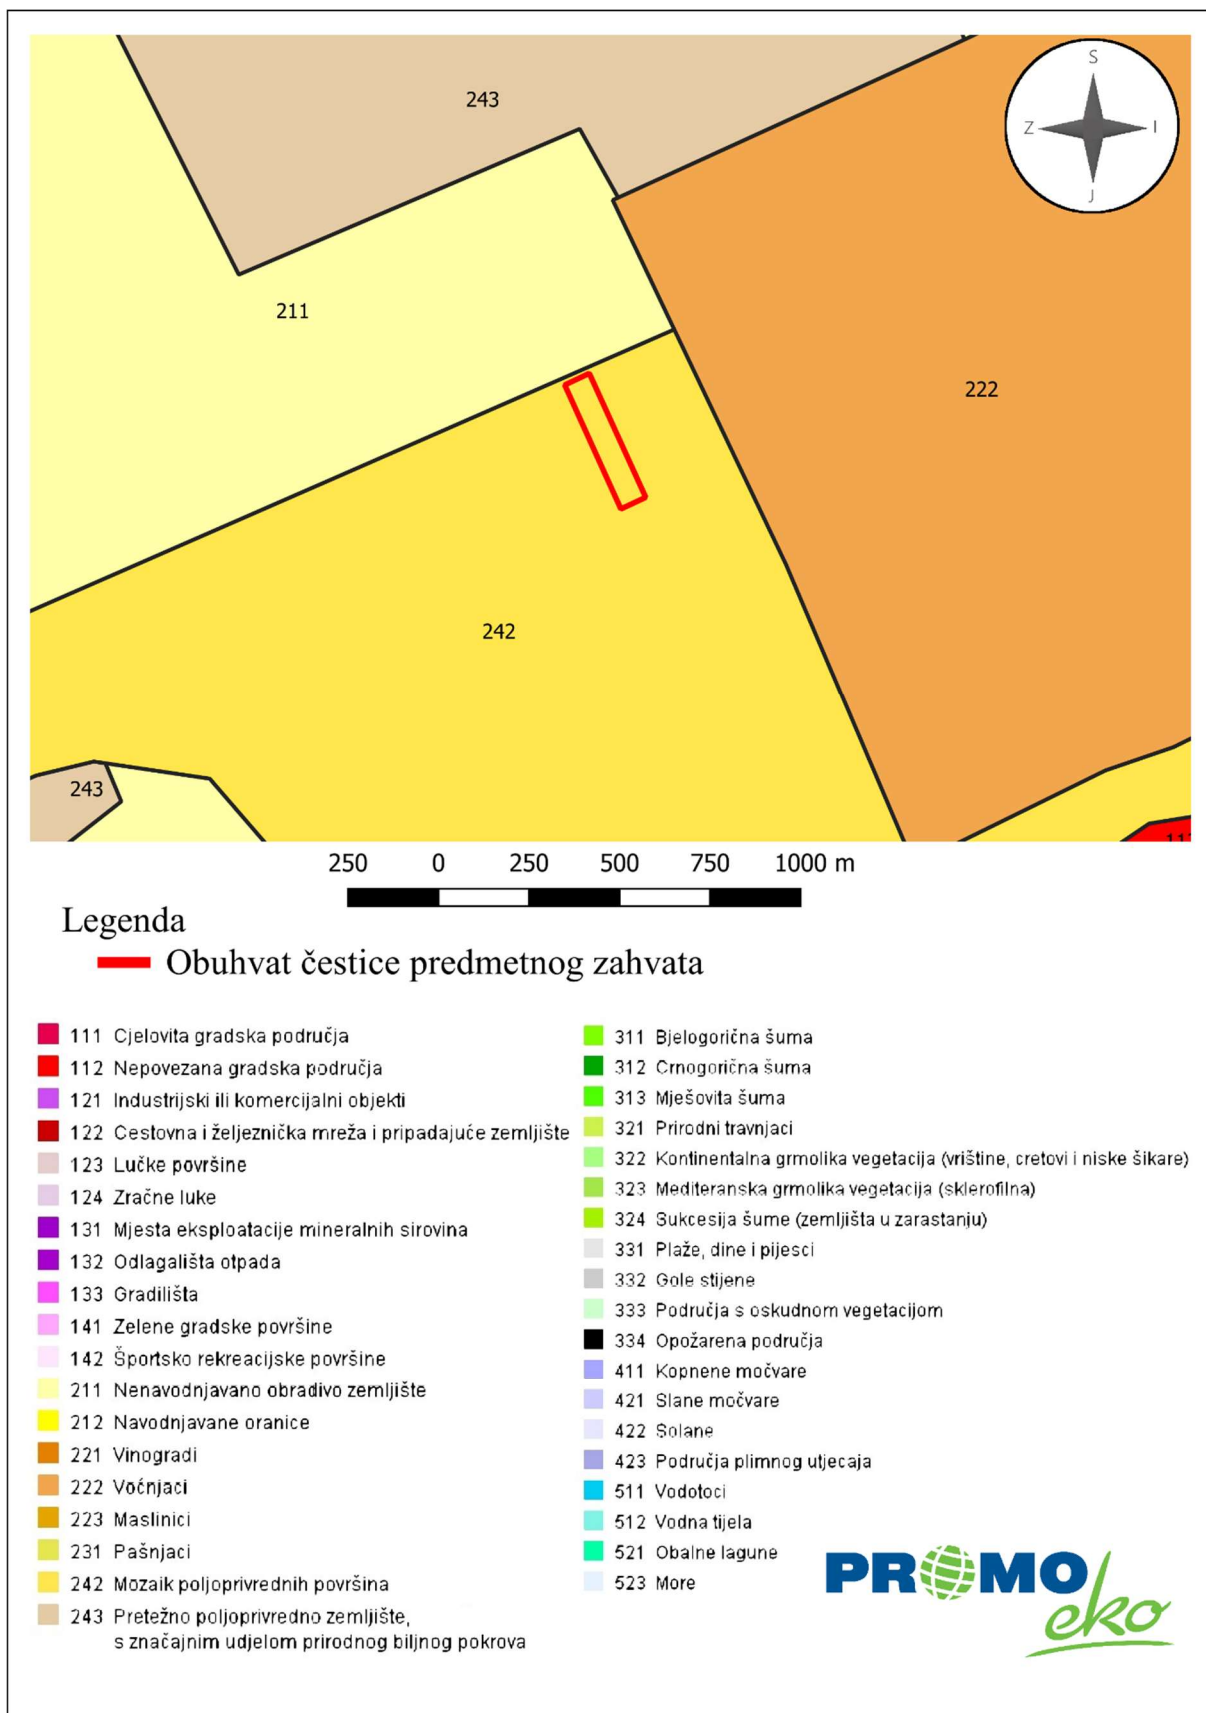 S
Z I
J
243
211
222
242
243
250 0 250 500 750 1000 m
Legenda
Obuhvat čestice predmetnog zahvata
111 Cjelovita gradska područja
112 Nepovezana gradska područja
121 Industrijski ili komercijalni objekti
122 Cestovna i željeznička mreža i pripadajuće zemljište
123 Lučke površine
124 Zračne luke
131 Mjesta eksploatacije mineralnih sirovina
132 Odlagališta otpada
133 Gradilišta
141 Zelene gradske površine
142 Športsko rekreacijske površine
211 Nenavodnjavano obradivo zemljište
212 Navodnjavane oranice
221 Vinogradi
222 Voćnjaci
223 Maslinici
231 Pašnjaci
242 Mozaik poljoprivrednih površina
243 Pretežno poljoprivredno zemljište,
s značajnim udjelom prirodnog biljnog pokrova
311 Bjelogorična šuma
312 Crnogorična šuma
313 Mješovita šuma
321 Prirodni travnjaci
322 Kontinentalna grmolika vegetacija (vrištine, cretovi i niske šikare)
323 Mediteranska grmolika vegetacija (sklerofilna)
324 Sukcesija šume (zemljišta u zarastanju)
331 Plaže, dine i pijesci
332 Gole stijene
333 Područja s oskudnom vegetacijom
334 Opožarena područja
411 Kopnene močvare
421 Slane močvare
422 Solane
423 Područja plimnog utjecaja
511 Vodotoci
512 Vodna tijela
521 Obalne lagune
523 More
PROMO
eko